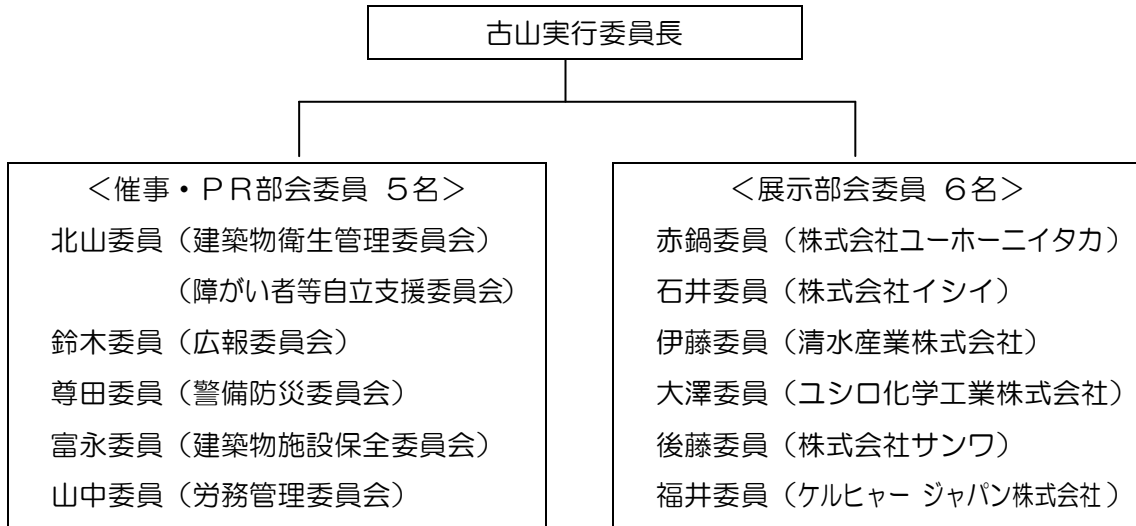 古山実行委員長
＜催事・ＰＲ部会委員 ５名＞
北山委員（建築物衛生管理委員会）
（障がい者等自立支援委員会）
鈴木委員（広報委員会）
尊田委員（警備防災委員会）
富永委員（建築物施設保全委員会）
山中委員（労務管理委員会）
＜展示部会委員 ６名＞
赤鍋委員（株式会社ユーホーニイタカ）
石井委員（株式会社イシイ）
伊藤委員（清水産業株式会社）
大澤委員（ユシロ化学工業株式会社）
後藤委員（株式会社サンワ）
福井委員（ケルヒャー ジャパン株式会社）